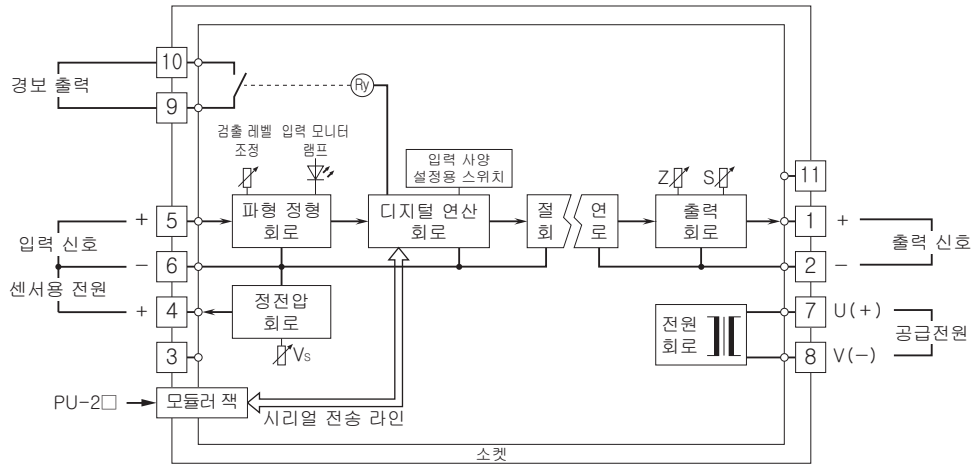 10
경보 출력
9
Ry
검출 레벨
조정
입력 모니터
램프
입력 사양
설정용 스위치
Z
S
11
+
5
파형 정형
회로
디지털 연산
회로
절 연
회 로
출력
회로
1
+
입력 신호
출력 신호
−
6
2
−
센서용 전원
+
4
정전압
회로
Vs
3
전원
회로
7
U(+)
공급전원
8
V(−)
PU-2□
모듈러 잭
시리얼 전송 라인
소켓